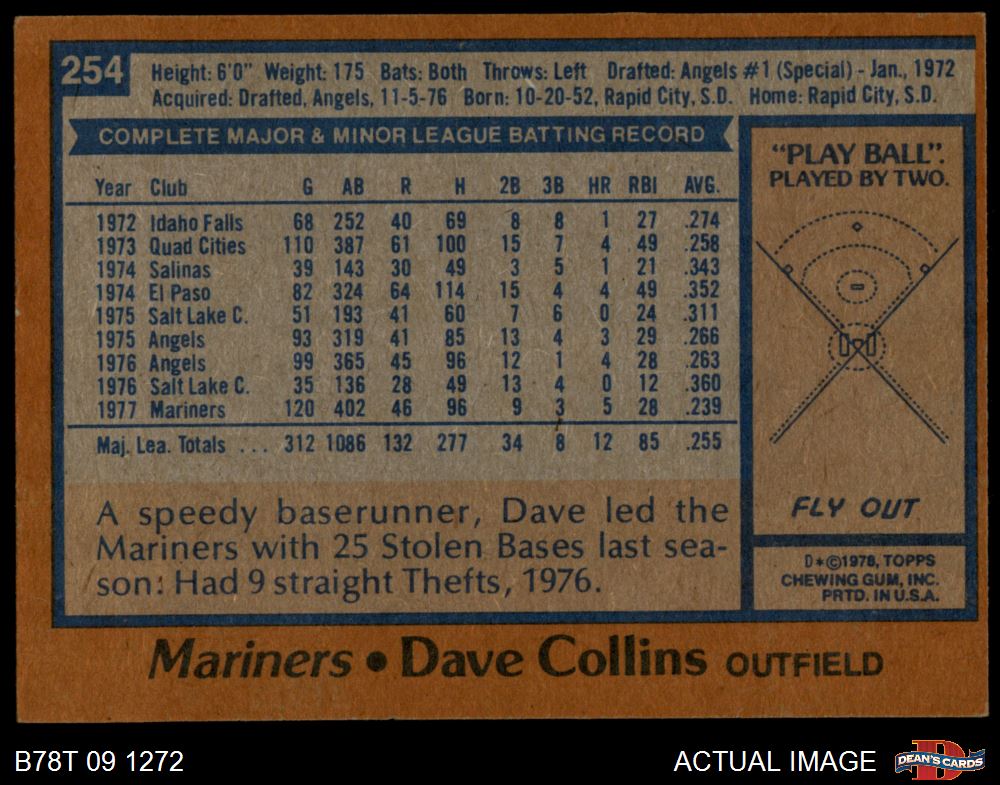 254
Height: 6'0" Weight: 175 Bats: Both Throws: Left Drafted: Angels #1 (Special) - Jan., 1972
Acquired: Drafted, Angels, 11-5-76 Born: 10-20-52, Rapid City, S.D. Home: Rapid City, S.D.
COMPLETE MAJOR & MINOR LEAGUE BATTING RECORD
Year Club G AB R H 2B 3B HR RBI AVG.
1972 Idaho Falls 68 252 40 69 8 8 1 27 .274
1973 Quad Cities 110 387 61 100 15 7 4 49 .258
1974 Salinas 39 143 30 49 3 5 1 21 .343
1974 El Paso 82 324 64 114 15 4 4 49 .352
1975 Salt Lake C. 51 193 41 60 7 6 0 24 .311
1975 Angels 93 319 41 85 13 4 3 29 .266
1976 Angels 99 365 45 96 12 1 4 28 .263
1976 Salt Lake C. 35 136 28 49 13 4 0 12 .360
1977 Mariners 120 402 46 96 9 3 5 28 .239
Maj. Lea. Totals ... 312 1086 132 277 34 8 12 85 .255
A speedy baserunner, Dave led the
Mariners with 25 Stolen Bases last sea-
son: Had 9 straight Thefts, 1976.
"PLAY BALL".
PLAYED BY TWO.
FLY OUT
D*©1978, TOPPS
CHEWING GUM, INC.
PRTD. IN U.S.A.
Mariners • Dave Collins OUTFIELD
B78T 09 1272
ACTUAL IMAGE
D
DEAN'S CARDS